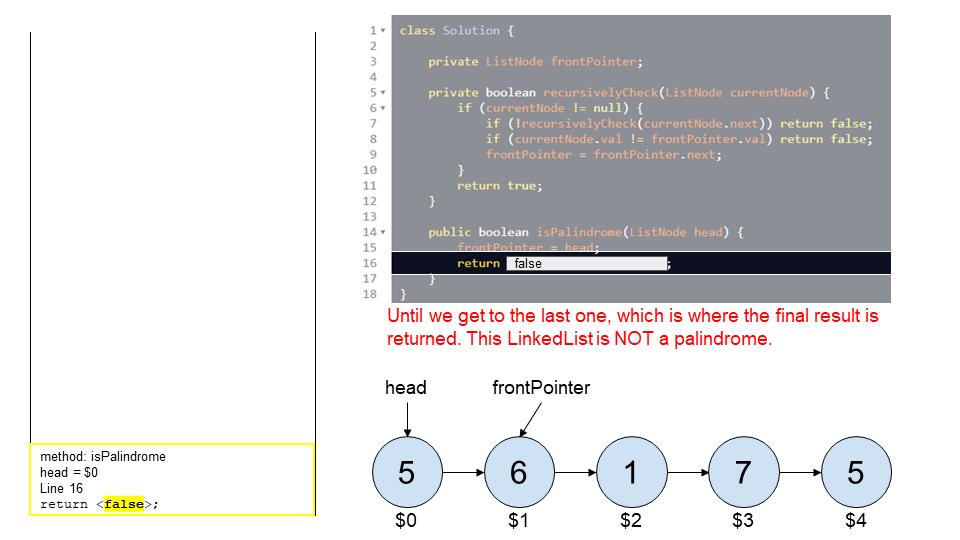 1 class Solution {
2
3     private ListNode frontPointer;
4
5     private boolean recursivelyCheck(ListNode currentNode) {
6         if (currentNode != null) {
7             if (!recursivelyCheck(currentNode.next)) return false;
8             if (currentNode.val != frontPointer.val) return false;
9             frontPointer = frontPointer.next;
10         }
11         return true;
12     }
13
14     public boolean isPalindrome(ListNode head) {
15         frontPointer = head;
16         return false;
17     }
18 }
Until we get to the last one, which is where the final result is
returned. This LinkedList is NOT a palindrome.
head frontPointer
5 6 1 7 5
$0 $1 $2 $3 $4
method: isPalindrome
head = $0
Line 16
return <false>;